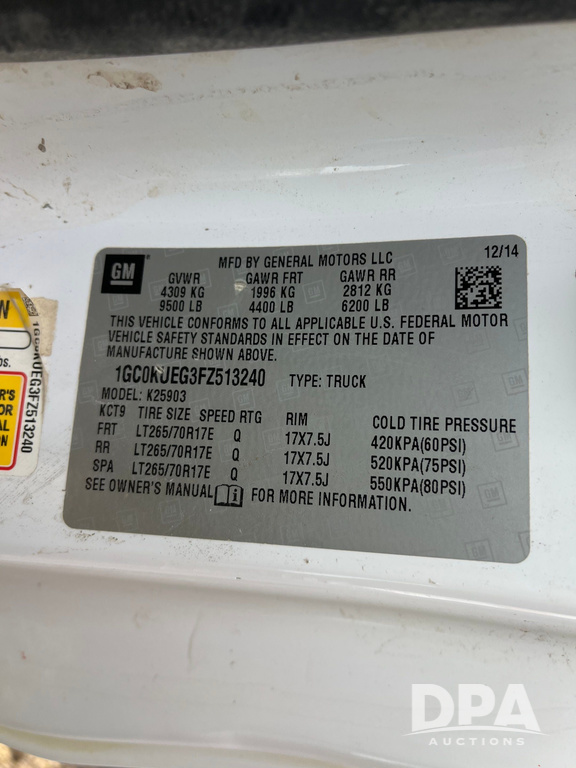 GM
MFD BY GENERAL MOTORS LLC 12/14
GVWR GAWR FRT GAWR RR
4309 KG 1996 KG 2812 KG
9500 LB 4400 LB 6200 LB
THIS VEHICLE CONFORMS TO ALL APPLICABLE U.S. FEDERAL MOTOR
VEHICLE SAFETY STANDARDS IN EFFECT ON THE DATE OF
MANUFACTURE SHOWN ABOVE.
1GC0KUEG3FZ513240 TYPE: TRUCK
MODEL: K25903
KCT9 TIRE SIZE SPEED RTG RIM COLD TIRE PRESSURE
FRT LT265/70R17E Q 17X7.5J 420KPA(60PSI)
RR LT265/70R17E Q 17X7.5J 520KPA(75PSI)
SPA LT265/70R17E Q 17X7.5J 550KPA(80PSI)
SEE OWNER'S MANUAL FOR MORE INFORMATION.
1GC0KUEG3FZ513240
DPA
AUCTIONS